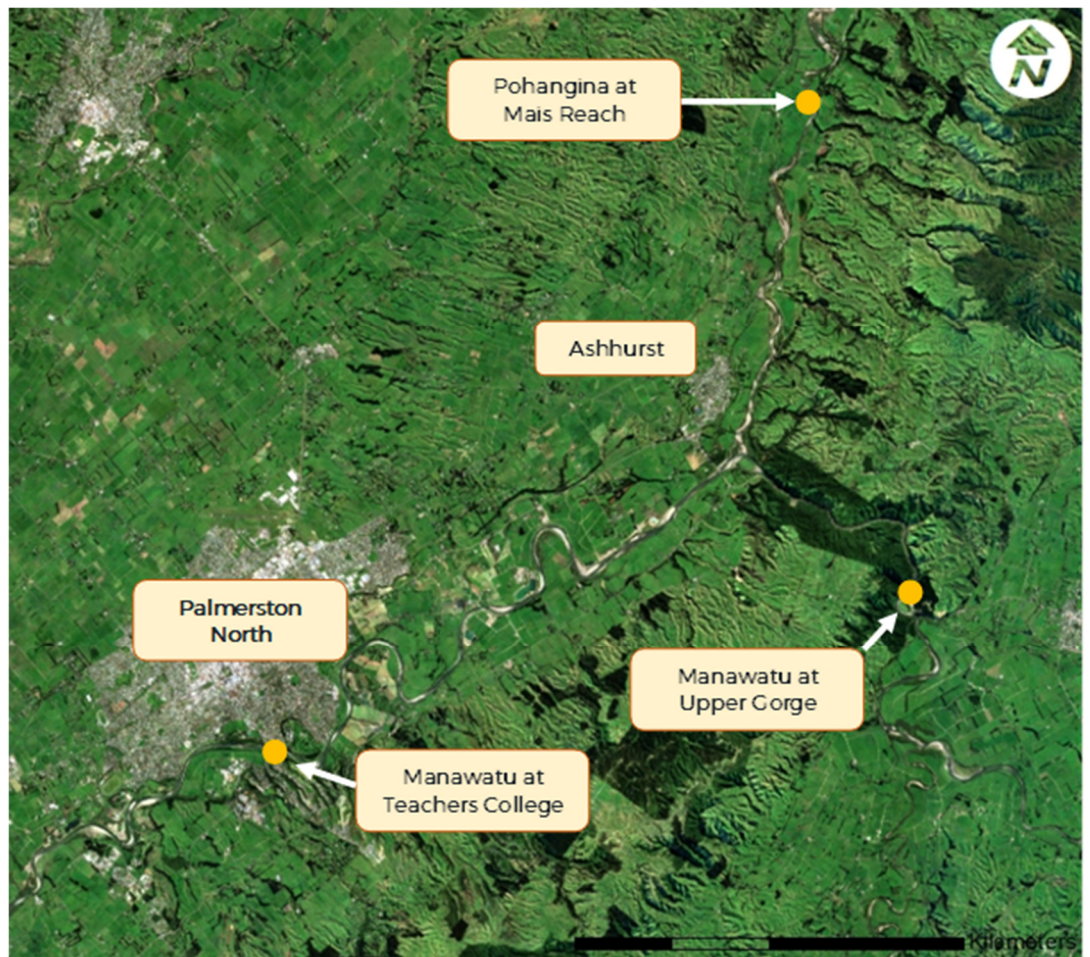 N
Pohangina at
Mais Reach
Ashhurst
Palmerston
North
Manawatu at
Upper Gorge
Manawatu at
Teachers College
Kilometers